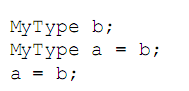 MyType b;
MyType a = b;
a = b;